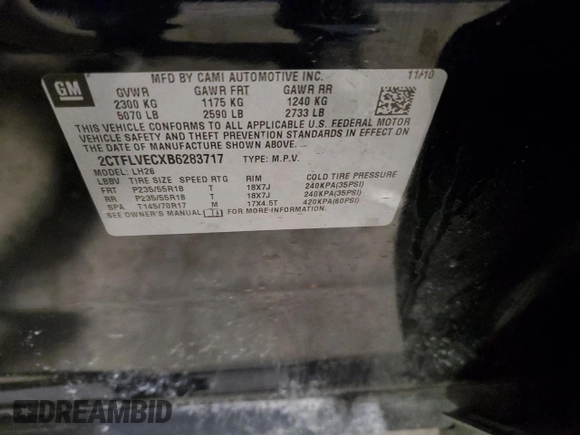 GM
MFD BY CAMI AUTOMOTIVE INC. 11/10
GVWR GAWR FRT GAWR RR
2300 KG 1175 KG 1240 KG
5070 LB 2590 LB 2733 LB
THIS VEHICLE CONFORMS TO ALL APPLICABLE U.S. FEDERAL MOTOR
VEHICLE SAFETY AND THEFT PREVENTION STANDARDS IN EFFECT ON THE
DATE OF MANUFACTURE SHOWN ABOVE.
2CTFLVECXB6283717 TYPE: M.P.V.
MODEL: LH26
LBBV TIRE SIZE SPEED RTG RIM COLD TIRE PRESSURE
FRT P235/55R18 T 18X7J 240KPA(35PSI)
RR P235/55R18 T 18X7J 240KPA(35PSI)
SPA T145/70R17 M 17X4.5T 420KPA(60PSI)
SEE OWNER'S MANUAL FOR MORE INFORMATION.
DREAMBID